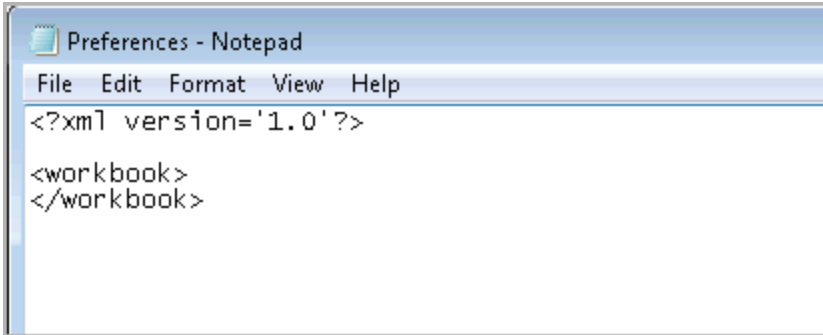 Preferences - Notepad
File Edit Format View Help
<?xml version='1.0'?>
<workbook>
</workbook>